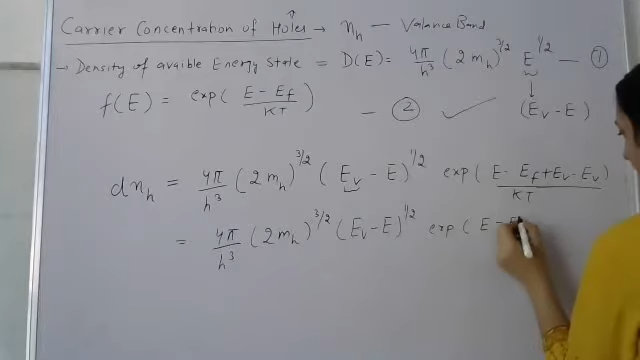 Carrier Concentration of Holes → n_h — Valance Band
→ Density of avaible Energy State = D(E) = 4π/h³ (2m_h)^3/2 E^1/2 — ①
f(E) = exp( (E - E_f)/KT ) — ② ✓ (E_v - E)
dn_h = 4π/h³ (2m_h)^3/2 (E_v - E)^1/2 exp( (E - E_f + E_v - E_v)/KT )
= 4π/h³ (2m_h)^3/2 (E_v - E)^1/2 exp( E - E